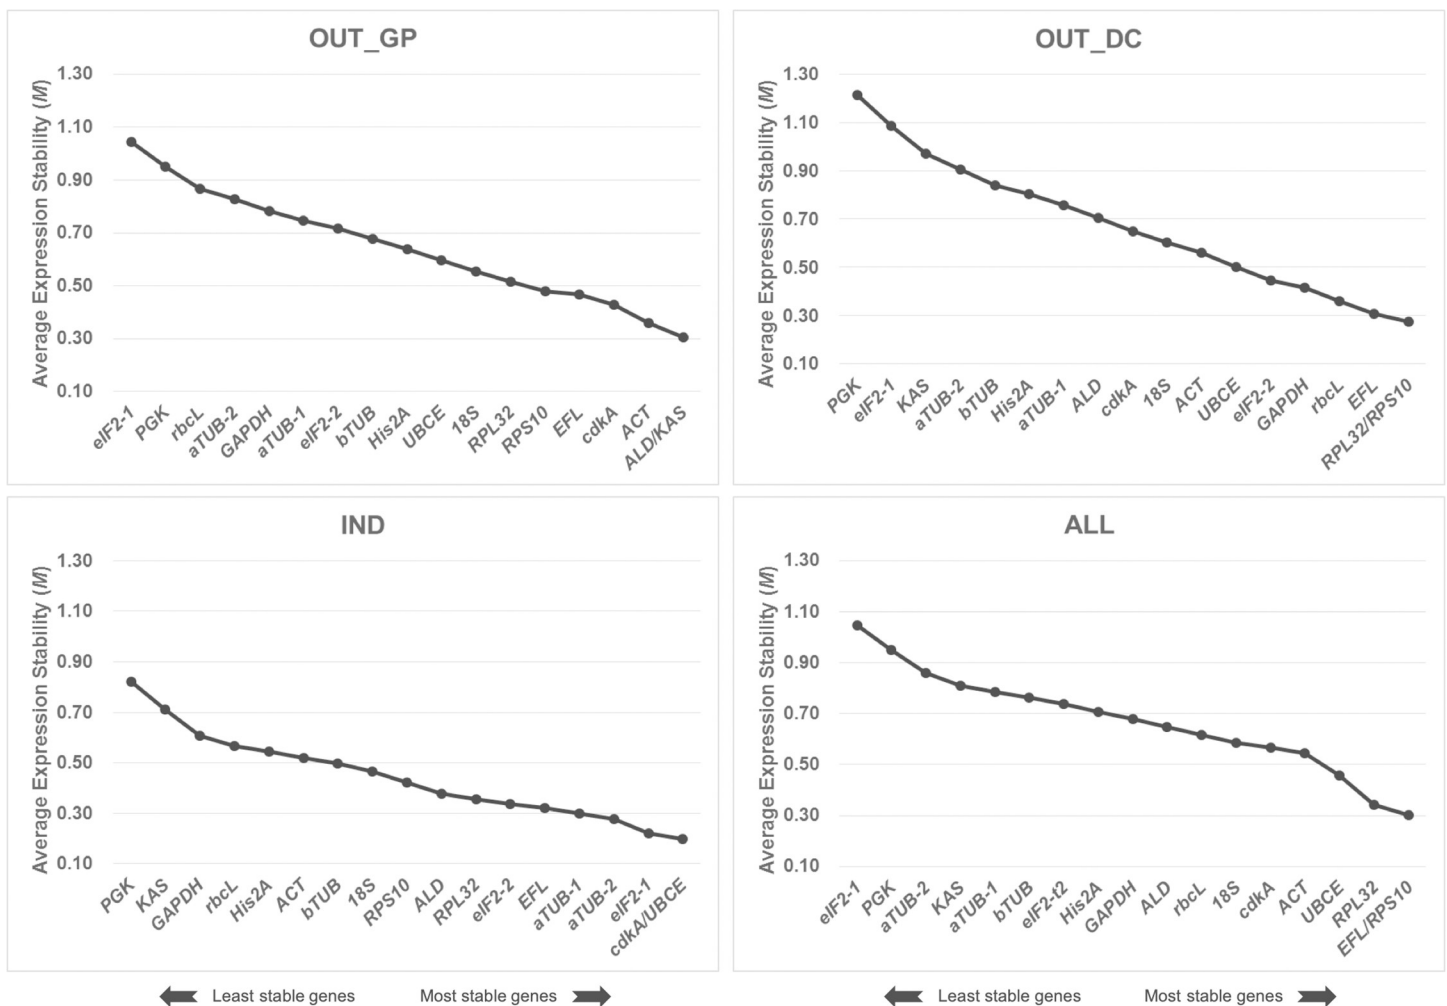 OUT_GP
Average Expression Stability (M)
1.30
1.10
0.90
0.70
0.50
0.30
0.10
eIF2-1 PGK rbcL aTUB-2 GAPDH aTUB-1 eIF2-2 bTUB His2A UBCE 18S RPL32 RPS10 EFL cdkA ACT ALD/KAS
OUT_DC
Average Expression Stability (M)
1.30
1.10
0.90
0.70
0.50
0.30
0.10
PGK eIF2-1 KAS aTUB-2 bTUB His2A aTUB-1 ALD cdkA 18S ACT UBCE eIF2-2 GAPDH rbcL EFL RPL32/RPS10
IND
Average Expression Stability (M)
1.30
1.10
0.90
0.70
0.50
0.30
0.10
PGK KAS GAPDH rbcL His2A ACT bTUB 18S RPS10 ALD RPL32 eIF2-2 EFL aTUB-1 aTUB-2 eIF2-1 cdkA/UBCE
ALL
Average Expression Stability (M)
1.30
1.10
0.90
0.70
0.50
0.30
0.10
eIF2-1 PGK aTUB-2 KAS aTUB-1 bTUB eIF2-t2 His2A GAPDH ALD rbcL 18S cdkA ACT UBCE RPL32 EFL/RPS10
Least stable genes Most stable genes
Least stable genes Most stable genes